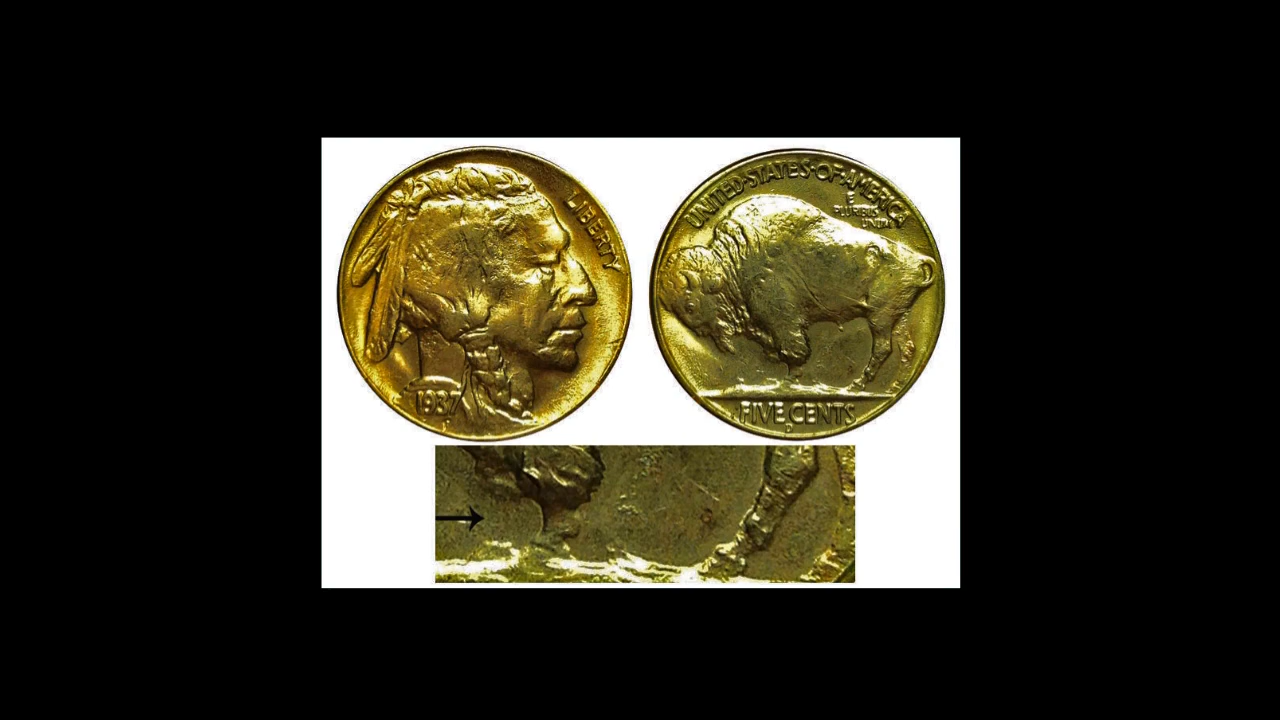 LIBERTY
1937
F
UNITED·STATES·OF·AMERICA
E
PLURIBUS
UNUM
FIVE CENTS
D